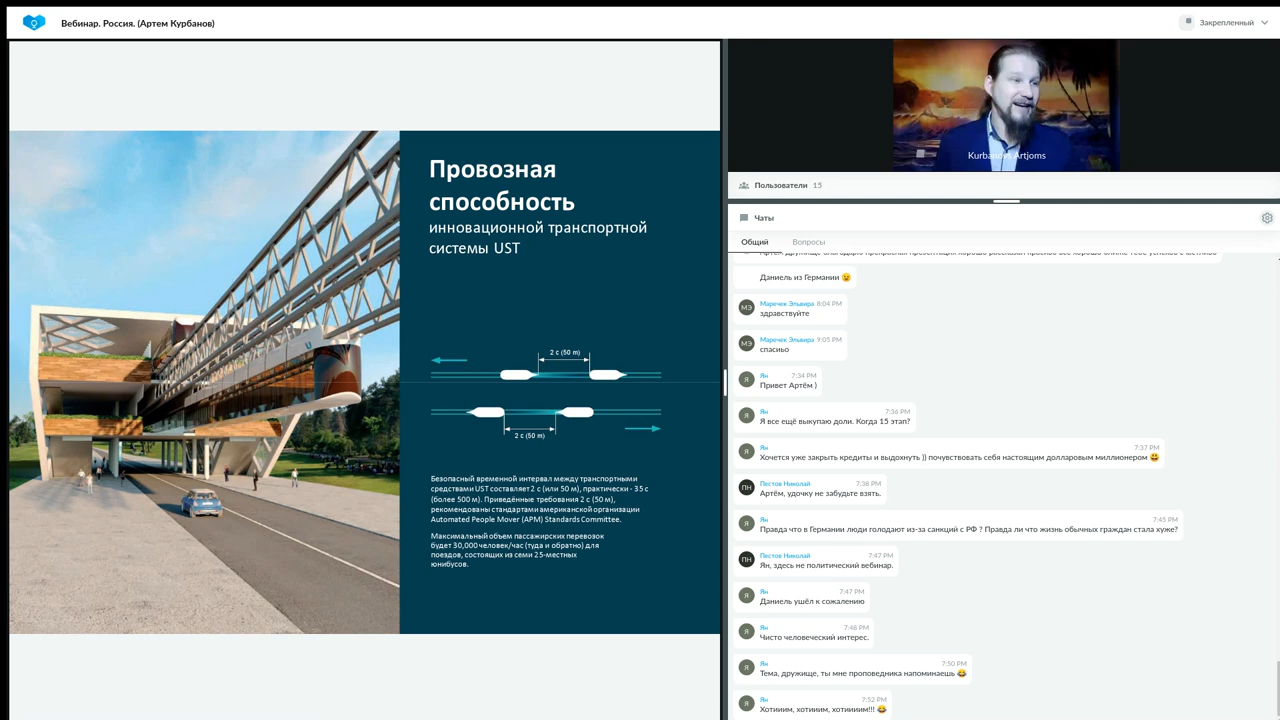 Вебинар. Россия. (Артем Курбанов)
Закрепленный
Провозная
способность
инновационной транспортной
системы UST
2 с (50 m)
2 с (50 m)
Безопасный временной интервал между транспортными
средствами UST составляет 2 с (или 50 м), практически - 35 с
(более 500 м). Приведённые требования 2 с (50 м),
рекомендованы стандартами американской организации
Automated People Mover (APM) Standards Committee.
Максимальный объем пассажирских перевозок
будет 30,000 человек/час (туда и обратно) для
поездов, состоящих из семи 25-местных
юнибусов.
Kurbanovs Artjoms
Пользователи 15
Чаты
Общий Вопросы
Даниель из Германии 😉
МЭ
Маречек Эльвира 8:04 PM
здравствуйте
МЭ
Маречек Эльвира 9:05 PM
спасиьо
Я
Ян 7:34 PM
Привет Артём )
Я
Ян 7:36 PM
Я все ещё выкупаю доли. Когда 15 этап?
Я
Ян 7:37 PM
Хочется уже закрыть кредиты и выдохнуть )) почувствовать себя настоящим долларовым миллионером 😃
ПН
Пестов Николай 7:38 PM
Артём, удочку не забудьте взять.
Я
Ян 7:45 PM
Правда что в Германии люди голодают из-за санкций с РФ ? Правда ли что жизнь обычных граждан стала хуже?
ПН
Пестов Николай 7:47 PM
Ян, здесь не политический вебинар.
Я
Ян 7:47 PM
Даниель ушёл к сожалению
Я
Ян 7:48 PM
Чисто человеческий интерес.
Я
Ян 7:50 PM
Тема, дружище, ты мне проповедника напоминаешь 😂
Я
Ян 7:52 PM
Хотииим, хотииим, хотиииим!!! 😂